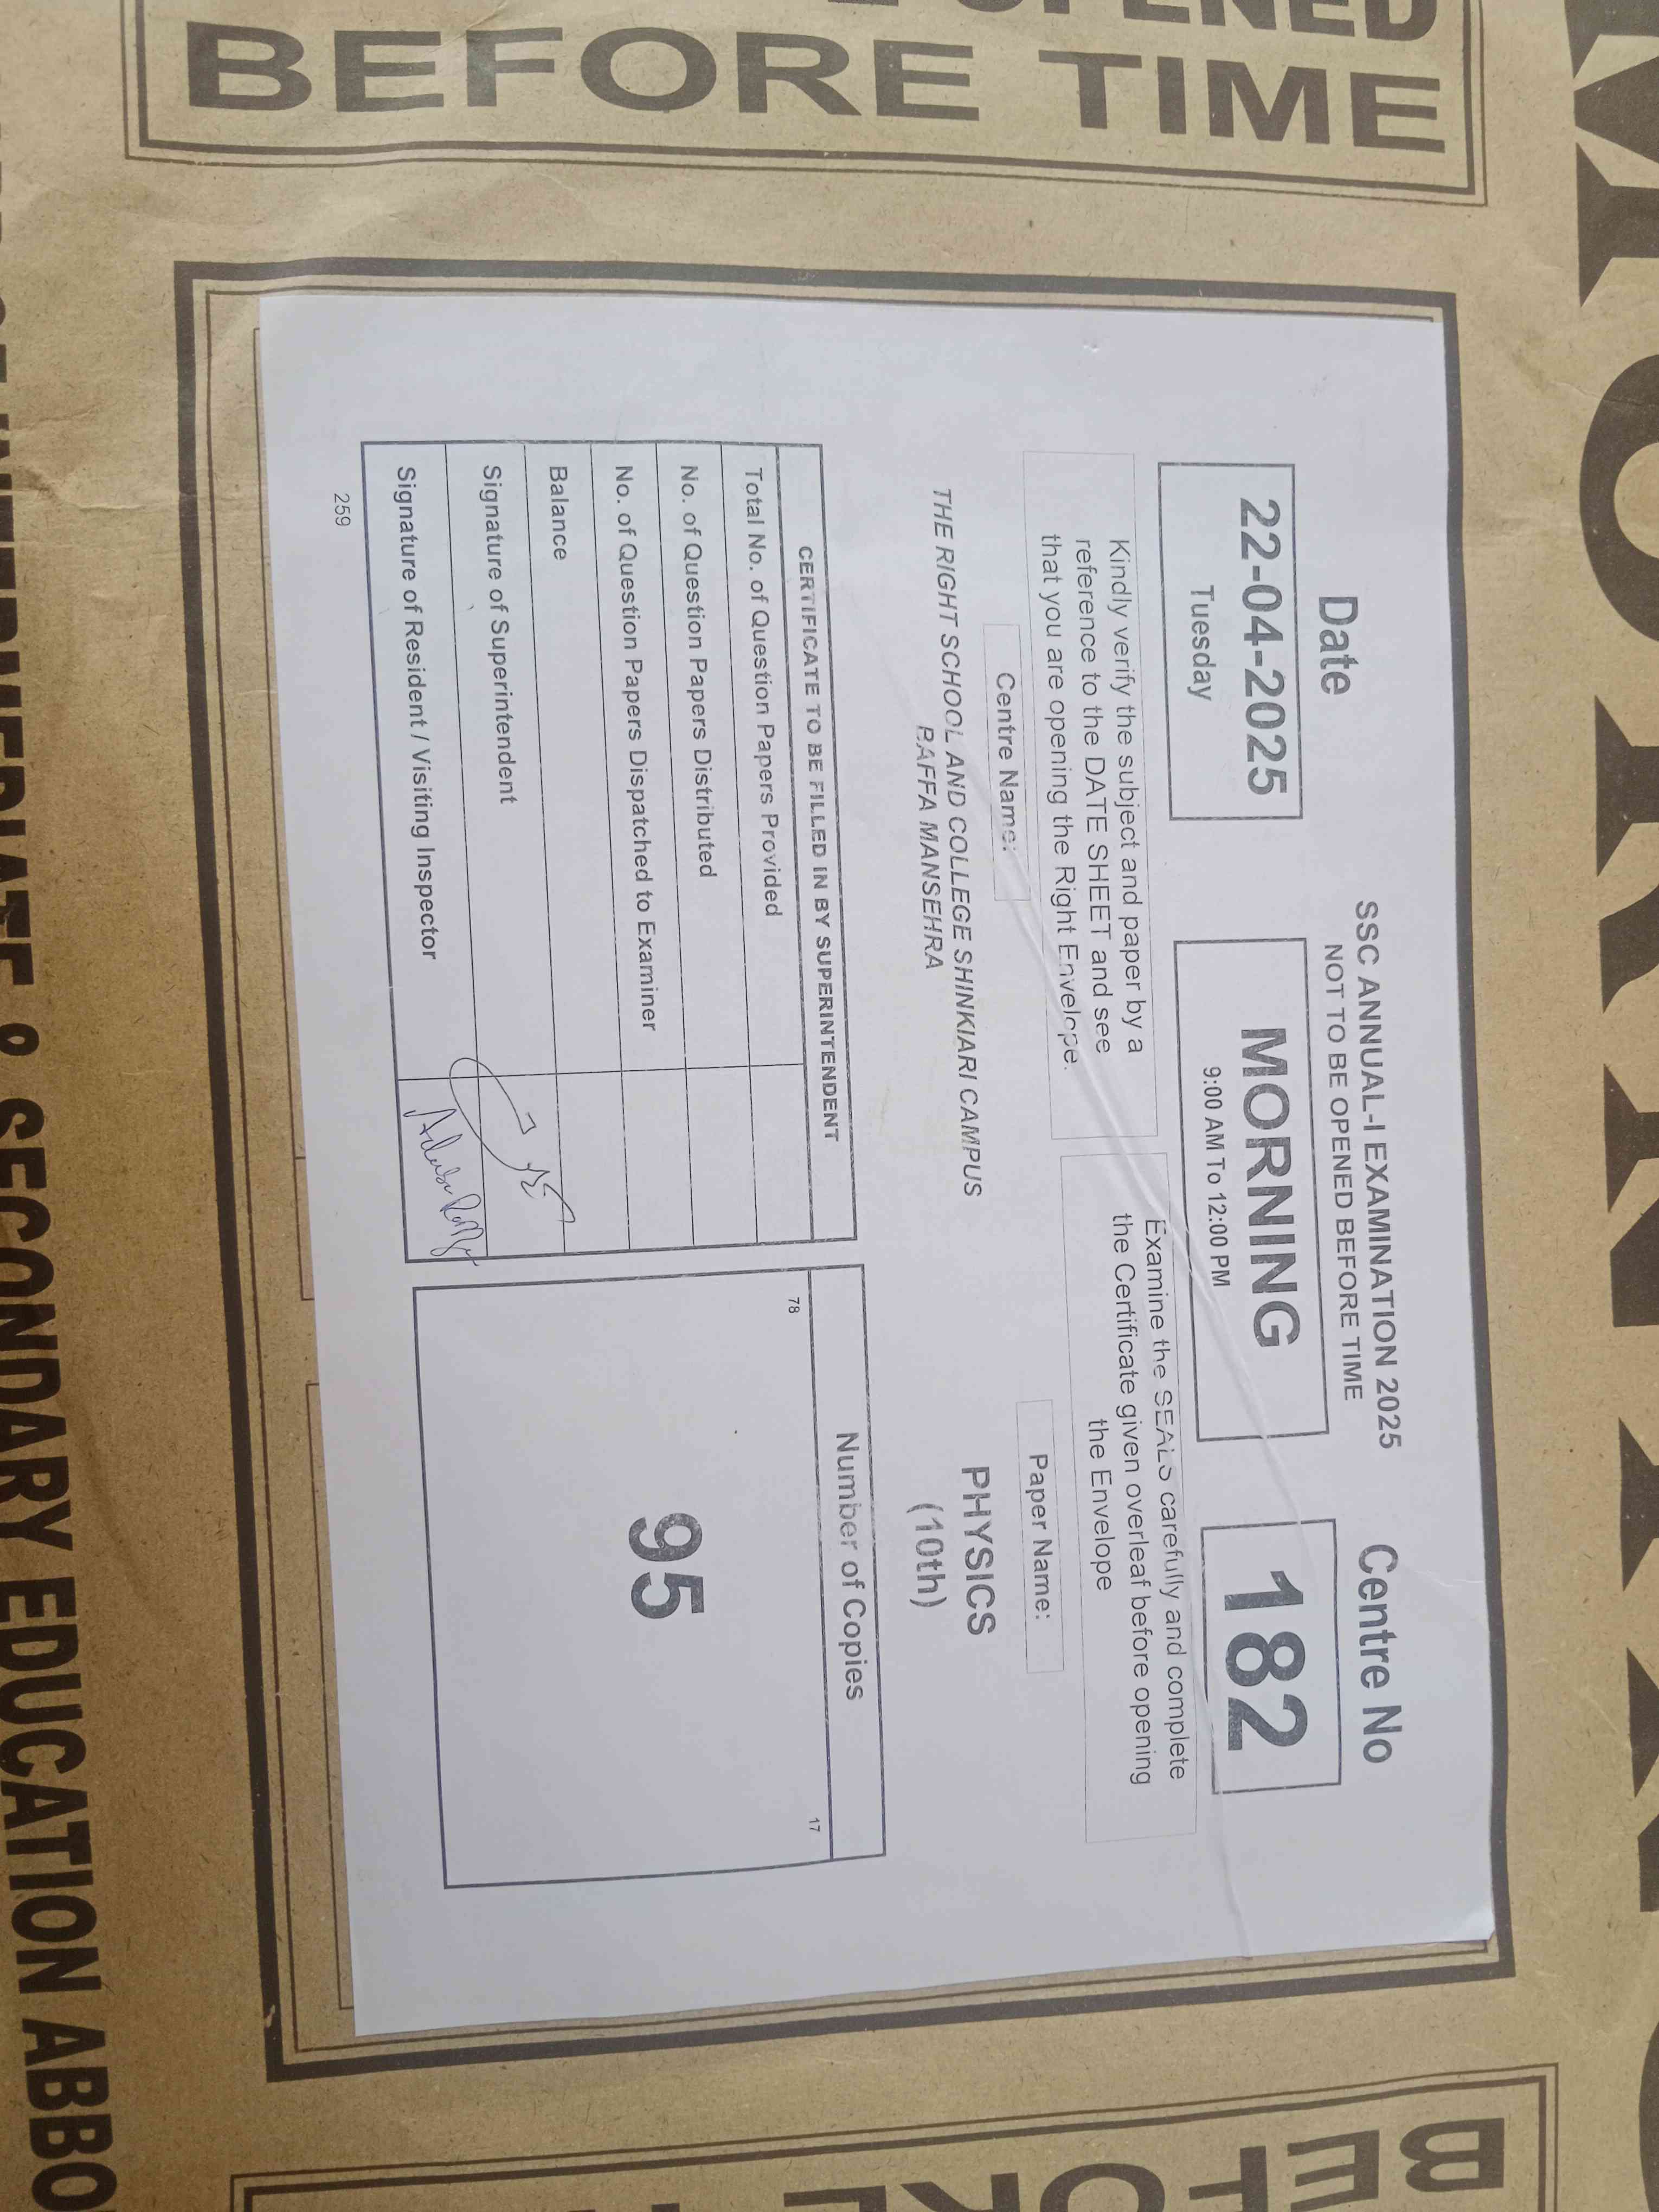 OPENED
BEFORE TIME
MORN
SSC ANNUAL-I EXAMINATION 2025
NOT TO BE OPENED BEFORE TIME
Date
22-04-2025
Tuesday
MORNING
9:00 AM To 12:00 PM
Centre No
182
Kindly verify the subject and paper by a
reference to the DATE SHEET and see
that you are opening the Right Envelope.
Examine the SEALS carefully and complete
the Certificate given overleaf before opening
the Envelope
Centre Name:
THE RIGHT SCHOOL AND COLLEGE SHINKIARI CAMPUS
BAFFA MANSEHRA
Paper Name:
PHYSICS
(10th)
CERTIFICATE TO BE FILLED IN BY SUPERINTENDENT
Total No. of Question Papers Provided
No. of Question Papers Distributed
No. of Question Papers Dispatched to Examiner
Balance
Signature of Superintendent
Signature of Resident / Visiting Inspector
Number of Copies
78
17
95
259
INTERMEDIATE & SECONDARY EDUCATION ABBO